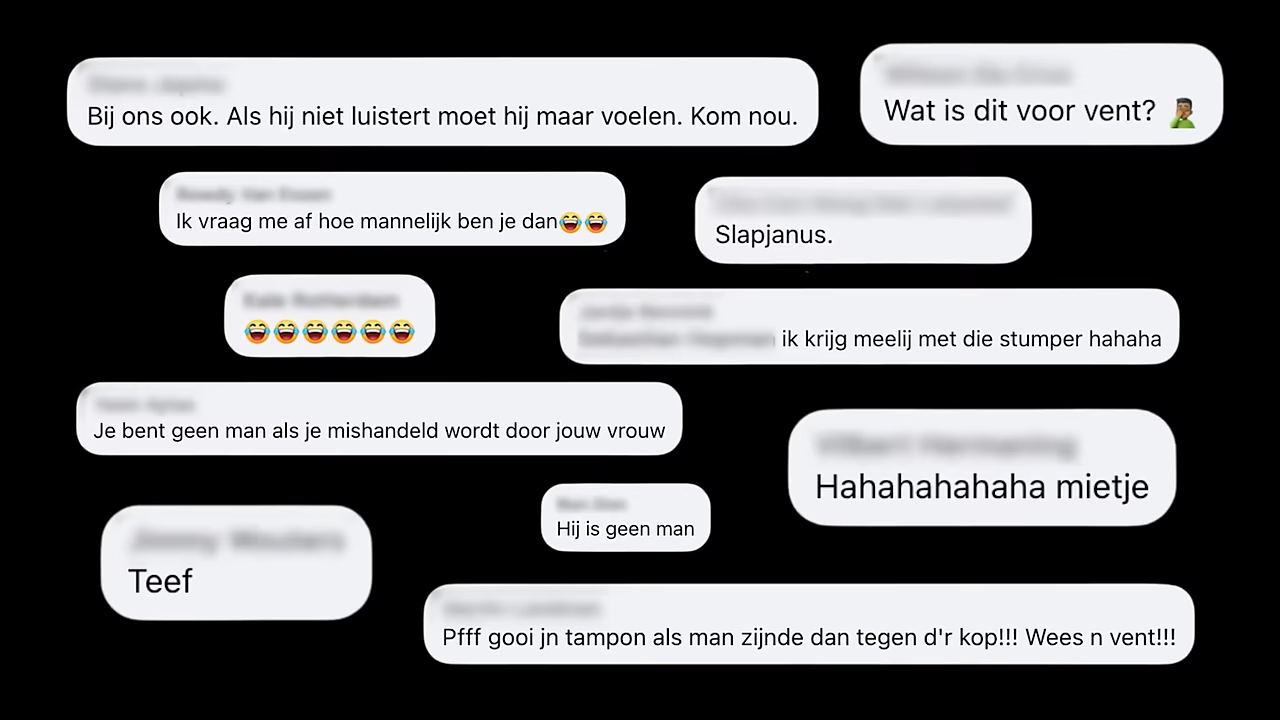 Bij ons ook. Als hij niet luistert moet hij maar voelen. Kom nou.
Wat is dit voor vent? 🤦🏾‍♂️
Ik vraag me af hoe mannelijk ben je dan😂😂
Slapjanus.
😂😂😂😂😂😂
ik krijg meelij met die stumper hahaha
Je bent geen man als je mishandeld wordt door jouw vrouw
Hahahahahaha mietje
Hij is geen man
Teef
Pfff gooi jn tampon als man zijnde dan tegen d'r kop!!! Wees n vent!!!